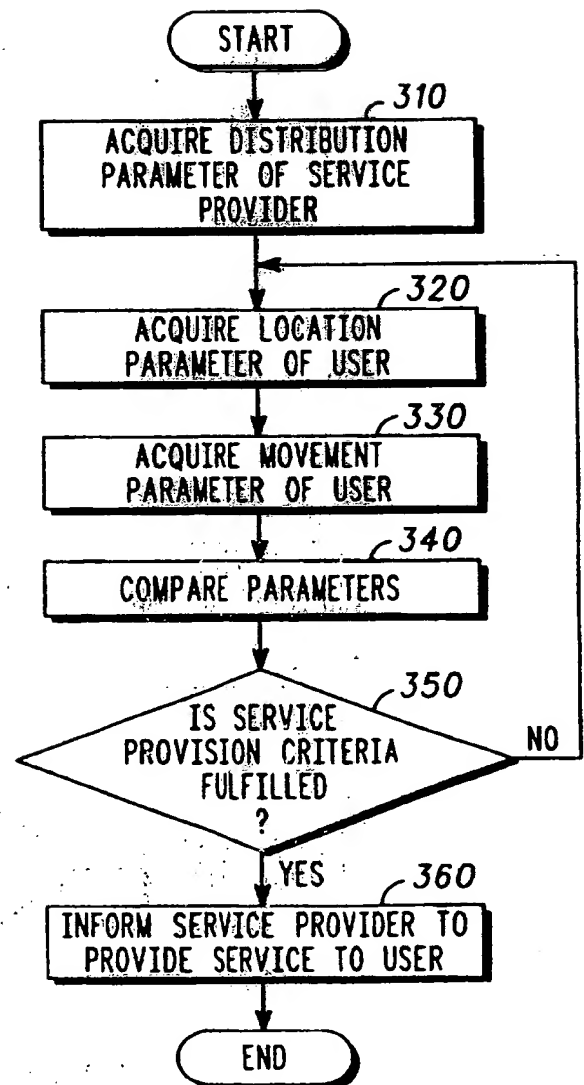 START
310
ACQUIRE DISTRIBUTION
PARAMETER OF SERVICE
PROVIDER
320
ACQUIRE LOCATION
PARAMETER OF USER
330
ACQUIRE MOVEMENT
PARAMETER OF USER
340
COMPARE PARAMETERS
350
IS SERVICE
PROVISION CRITERIA
FULFILLED
?
NO
YES
360
INFORM SERVICE PROVIDER TO
PROVIDE SERVICE TO USER
END